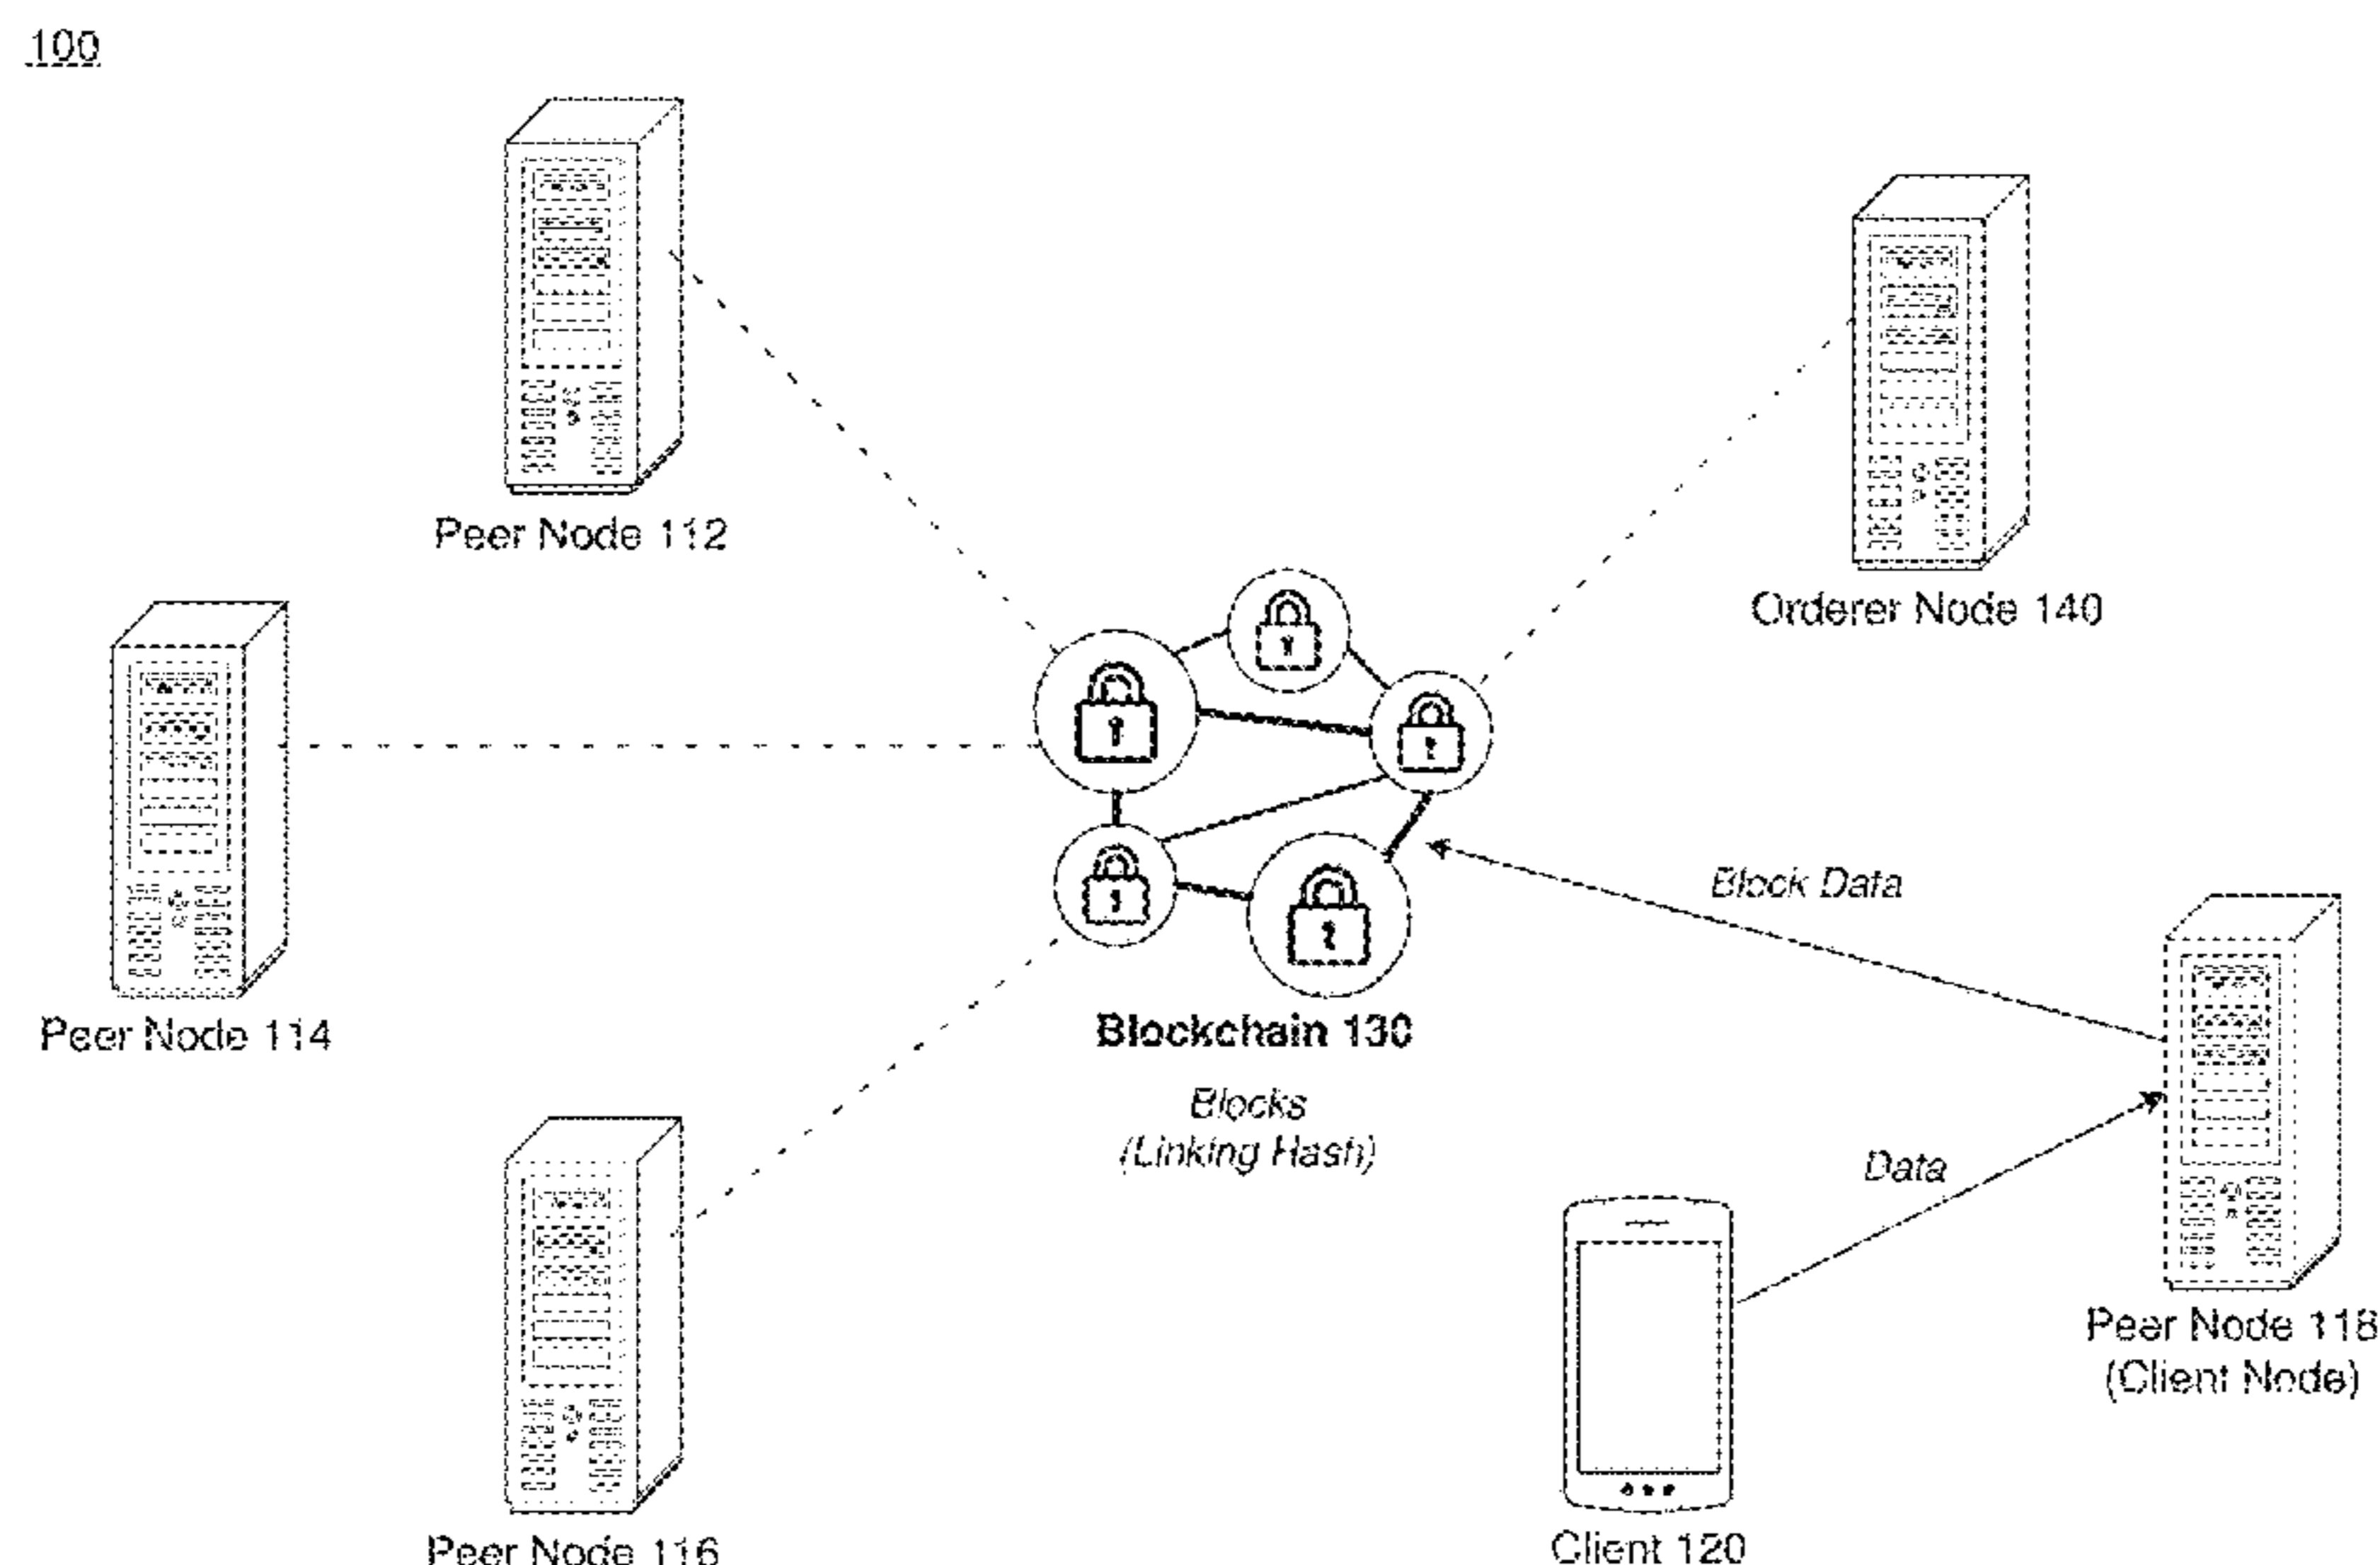 100
Peer Node 112
Orderer Node 140
Peer Node 114
Block Data
Blockchain 130
Blocks
(Linking Hash)
Data
Peer Node 118
(Client Node)
Peer Node 116
Client 120